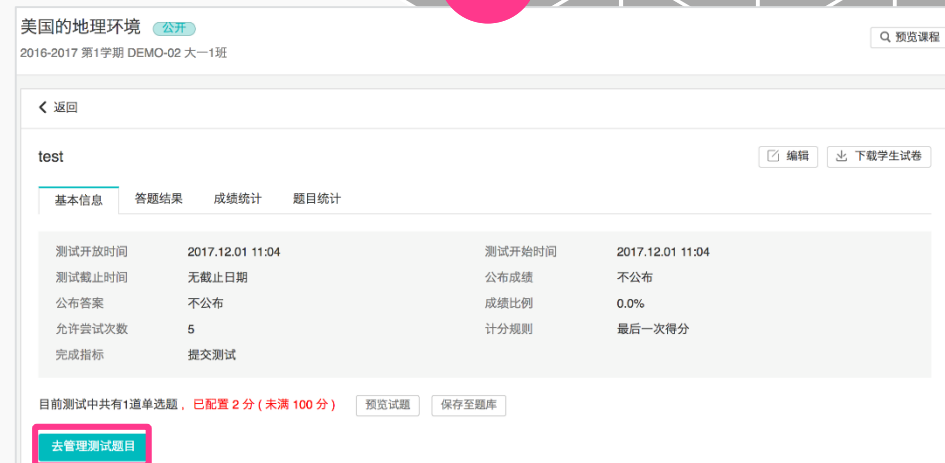 美国的地理环境 公开
2016-2017 第1学期 DEMO-02 大一1班
预览课程
返回
test
编辑 下载学生试卷
基本信息 答题结果 成绩统计 题目统计
测试开放时间 2017.12.01 11:04 测试开始时间 2017.12.01 11:04
测试截止时间 无截止日期 公布成绩 不公布
公布答案 不公布 成绩比例 0.0%
允许尝试次数 5 计分规则 最后一次得分
完成指标 提交测试
目前测试中共有1道单选题，已配置 2 分 ( 未满 100 分 ) 预览试题 保存至题库
去管理测试题目